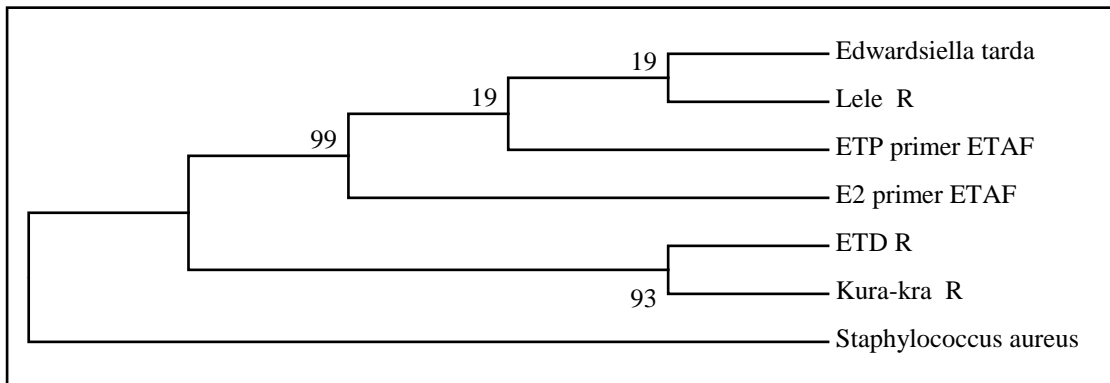 19
Edwardsiella tarda
Lele R
19
ETP primer ETAF
99
E2 primer ETAF
ETD R
93
Kura-kra R
Staphylococcus aureus